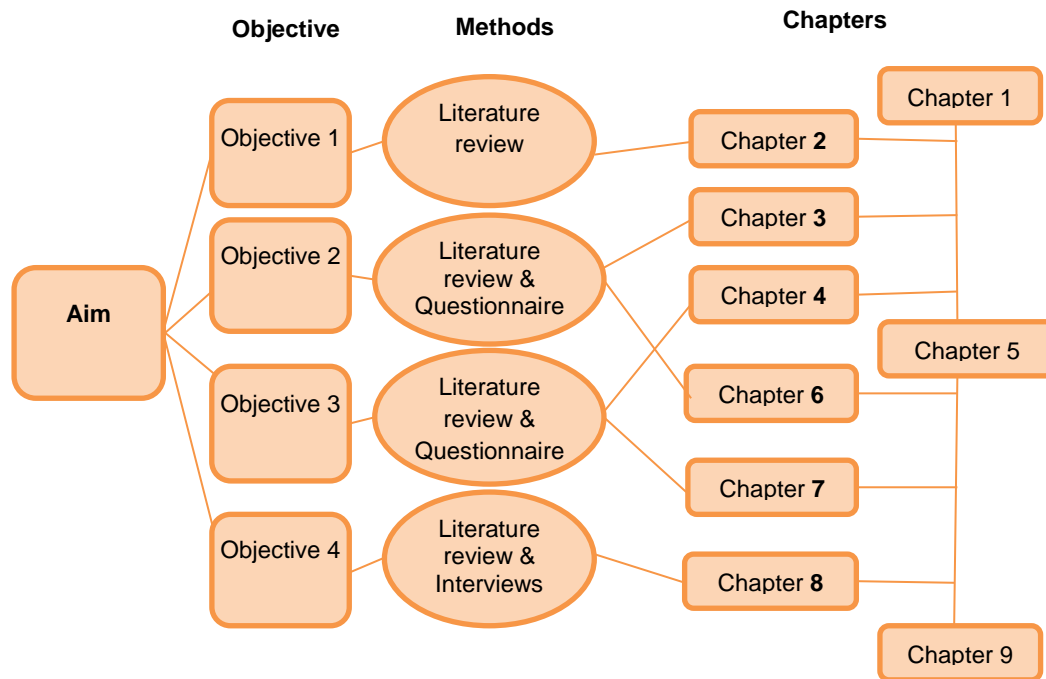 Objective
Methods
Chapters
Aim
Objective 1
Literature
review
Chapter 2
Chapter 1
Objective 2
Literature
review &
Questionnaire
Chapter 3
Chapter 4
Chapter 5
Objective 3
Literature
review &
Questionnaire
Chapter 6
Chapter 7
Objective 4
Literature
review &
Interviews
Chapter 8
Chapter 9